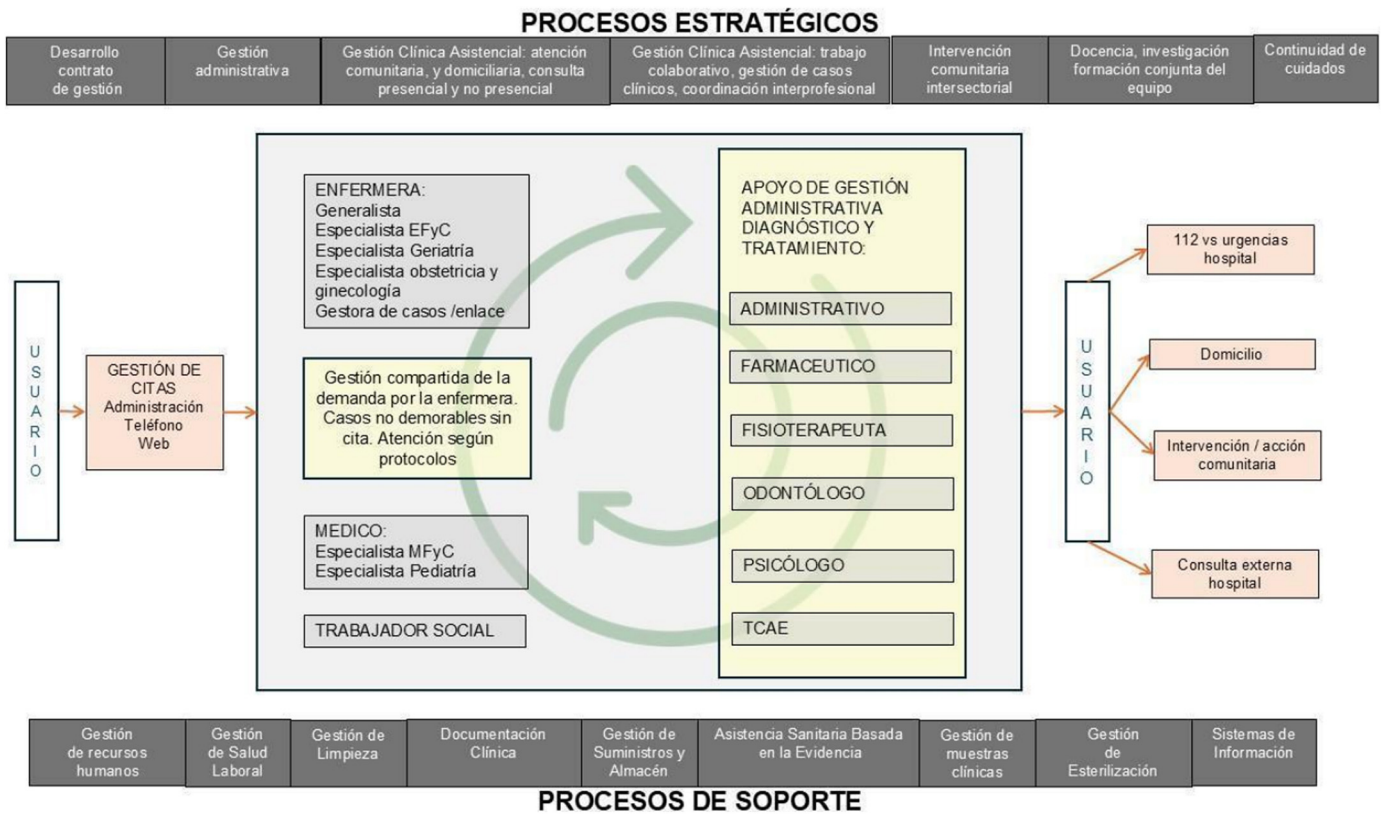 PROCESOS ESTRATÉGICOS
Desarrollo
contrato
de gestión
Gestión
administrativa
Gestión Clínica Asistencial: atención
comunitaria, y domiciliaria, consulta
presencial y no presencial
Gestión Clínica Asistencial: trabajo
colaborativo, gestión de casos
clínicos, coordinación interprofesional
Intervención
comunitaria
intersectorial
Docencia, investigación
formación conjunta del
equipo
Continuidad de
cuidados
USUARIO
GESTIÓN DE
CITAS
Administración
Teléfono
Web
ENFERMERA:
Generalista
Especialista EFyC
Especialista Geriatría
Especialista obstetricia y
ginecología
Gestora de casos /enlace
Gestión compartida de la
demanda por la enfermera.
Casos no demorables sin
cita. Atención según
protocolos
MEDICO:
Especialista MFyC
Especialista Pediatría
TRABAJADOR SOCIAL
APOYO DE GESTIÓN
ADMINISTRATIVA
DIAGNÓSTICO Y
TRATAMIENTO:
ADMINISTRATIVO
FARMACEUTICO
FISIOTERAPEUTA
ODONTÓLOGO
PSICÓLOGO
TCAE
USUARIO
112 vs urgencias
hospital
Domicilio
Intervención / acción
comunitaria
Consulta externa
hospital
Gestión
de recursos
humanos
Gestión
de Salud
Laboral
Gestión de
Limpieza
Documentación
Clínica
Gestión de
Suministros y
Almacén
Asistencia Sanitaria Basada
en la Evidencia
Gestión de
muestras
clínicas
Gestión
de
Esterilización
Sistemas de
Información
PROCESOS DE SOPORTE